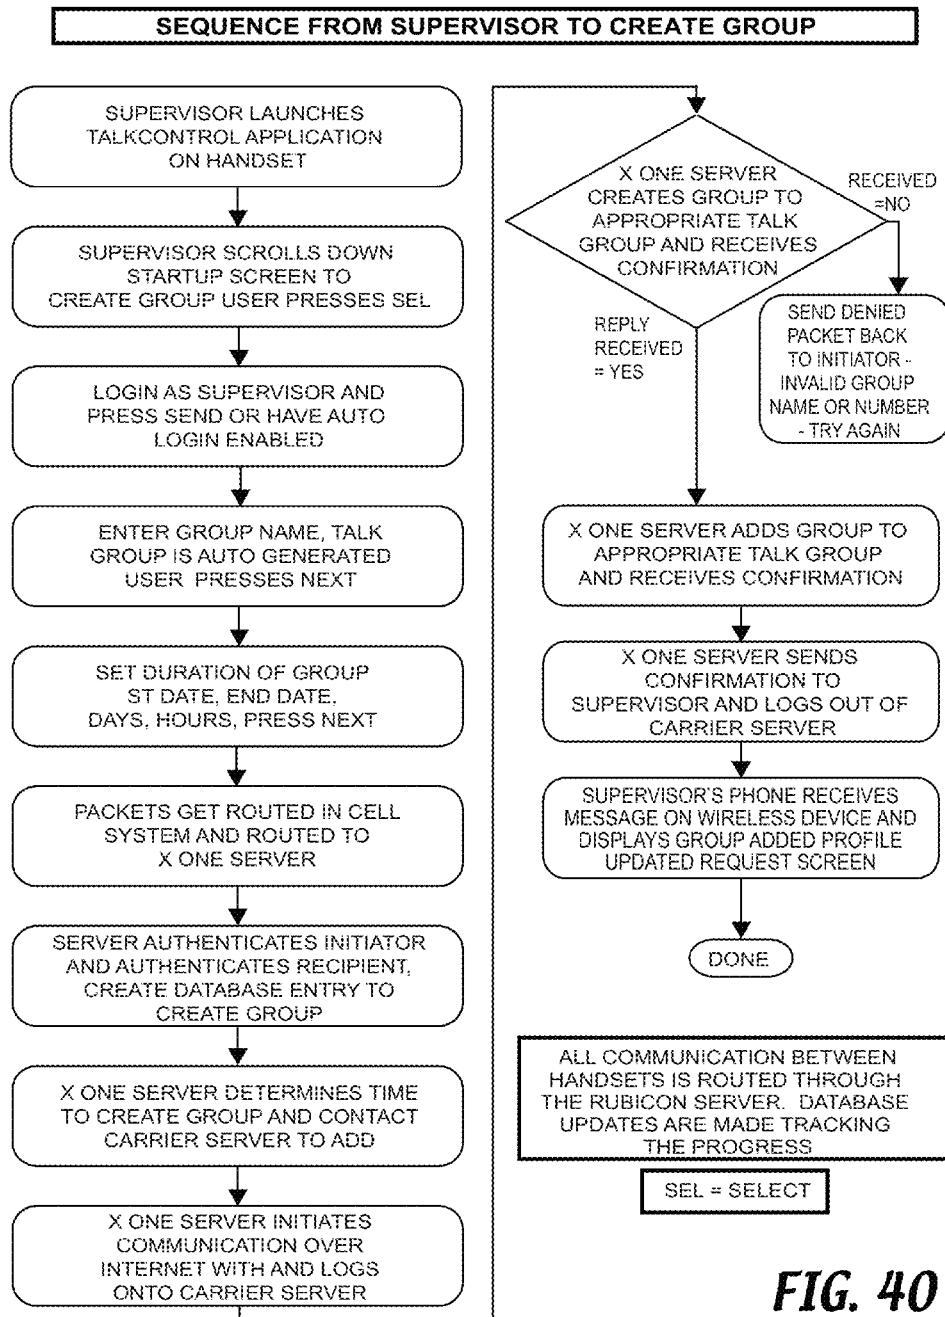 SEQUENCE FROM SUPERVISOR TO CREATE GROUP
SUPERVISOR LAUNCHES
TALKCONTROL APPLICATION
ON HANDSET
SUPERVISOR SCROLLS DOWN
STARTUP SCREEN TO
CREATE GROUP USER PRESSES SEL
LOGIN AS SUPERVISOR AND
PRESS SEND OR HAVE AUTO
LOGIN ENABLED
ENTER GROUP NAME, TALK
GROUP IS AUTO GENERATED
USER PRESSES NEXT
SET DURATION OF GROUP
ST DATE, END DATE,
DAYS, HOURS, PRESS NEXT
PACKETS GET ROUTED IN CELL
SYSTEM AND ROUTED TO
X ONE SERVER
SERVER AUTHENTICATES INITIATOR
AND AUTHENTICATES RECIPIENT,
CREATE DATABASE ENTRY TO
CREATE GROUP
X ONE SERVER DETERMINES TIME
TO CREATE GROUP AND CONTACT
CARRIER SERVER TO ADD
X ONE SERVER INITIATES
COMMUNICATION OVER
INTERNET WITH AND LOGS
ONTO CARRIER SERVER
X ONE SERVER
CREATES GROUP TO
APPROPRIATE TALK
GROUP AND RECEIVES
CONFIRMATION
RECEIVED
=NO
SEND DENIED
PACKET BACK
TO INITIATOR -
INVALID GROUP
NAME OR NUMBER
- TRY AGAIN
REPLY
RECEIVED
= YES
X ONE SERVER ADDS GROUP TO
APPROPRIATE TALK GROUP
AND RECEIVES CONFIRMATION
X ONE SERVER SENDS
CONFIRMATION TO
SUPERVISOR AND LOGS OUT OF
CARRIER SERVER
SUPERVISOR'S PHONE RECEIVES
MESSAGE ON WIRELESS DEVICE AND
DISPLAYS GROUP ADDED PROFILE
UPDATED REQUEST SCREEN
DONE
ALL COMMUNICATION BETWEEN
HANDSETS IS ROUTED THROUGH
THE RUBICON SERVER. DATABASE
UPDATES ARE MADE TRACKING
THE PROGRESS
SEL = SELECT
FIG. 40